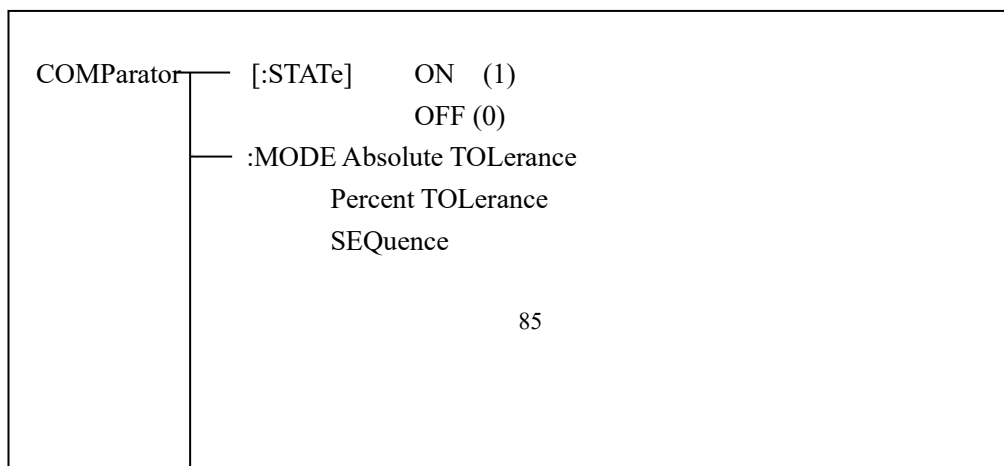 COMParator [:STATe] ON (1)
OFF (0)
:MODE Absolute TOLerance
Percent TOLerance
SEQuence
85